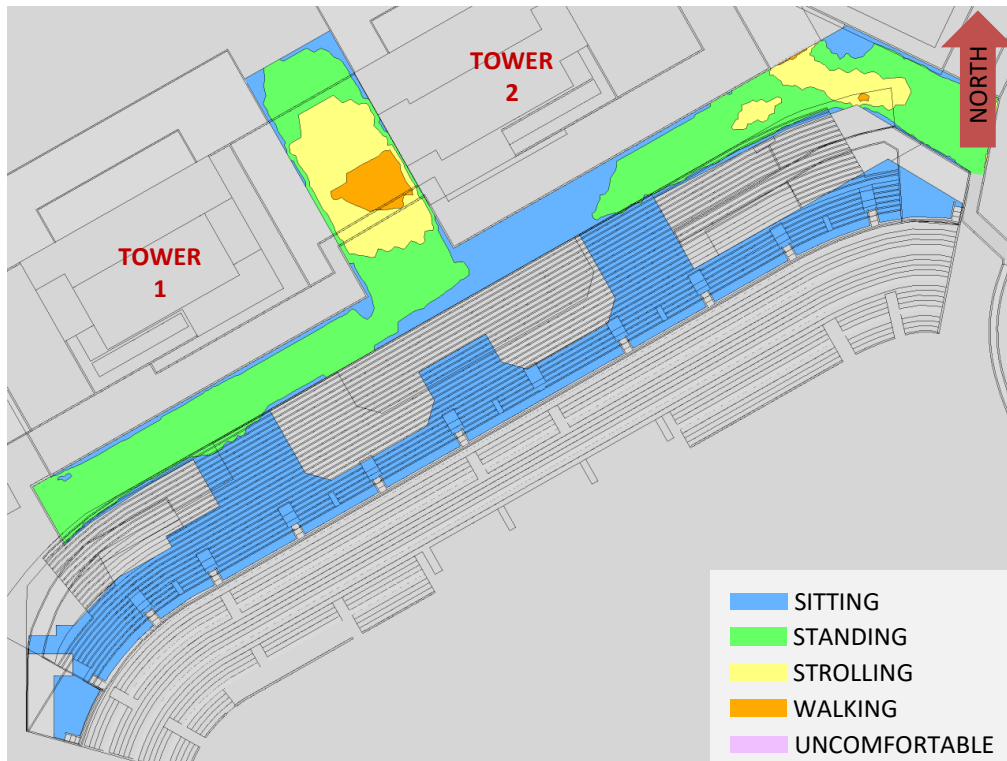 TOWER
2
NORTH
TOWER
1
SITTING
STANDING
STROLLING
WALKING
UNCOMFORTABLE